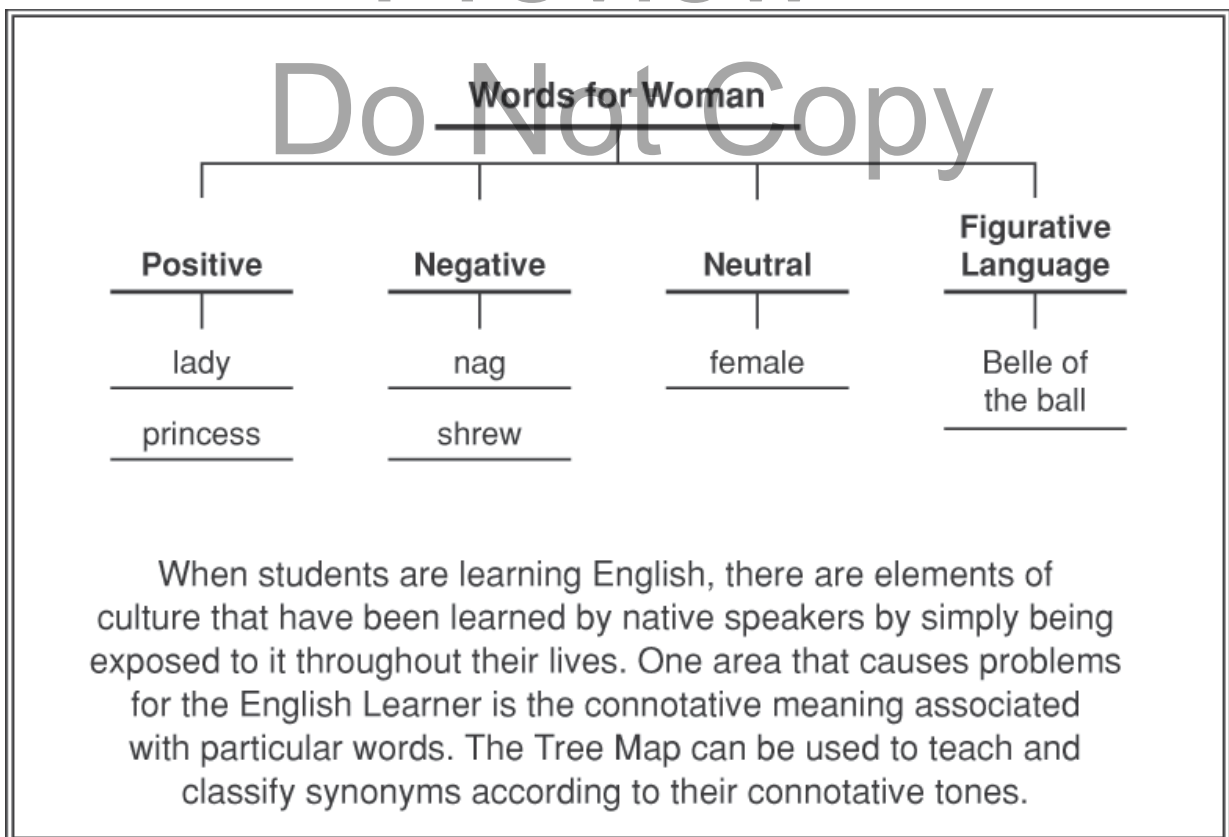 Preview
Do Not Copy
Words for Woman
Positive
Negative
Neutral
Figurative
Language
lady
princess
nag
shrew
female
Belle of
the ball
When students are learning English, there are elements of
culture that have been learned by native speakers by simply being
exposed to it throughout their lives. One area that causes problems
for the English Learner is the connotative meaning associated
with particular words. The Tree Map can be used to teach and
classify synonyms according to their connotative tones.